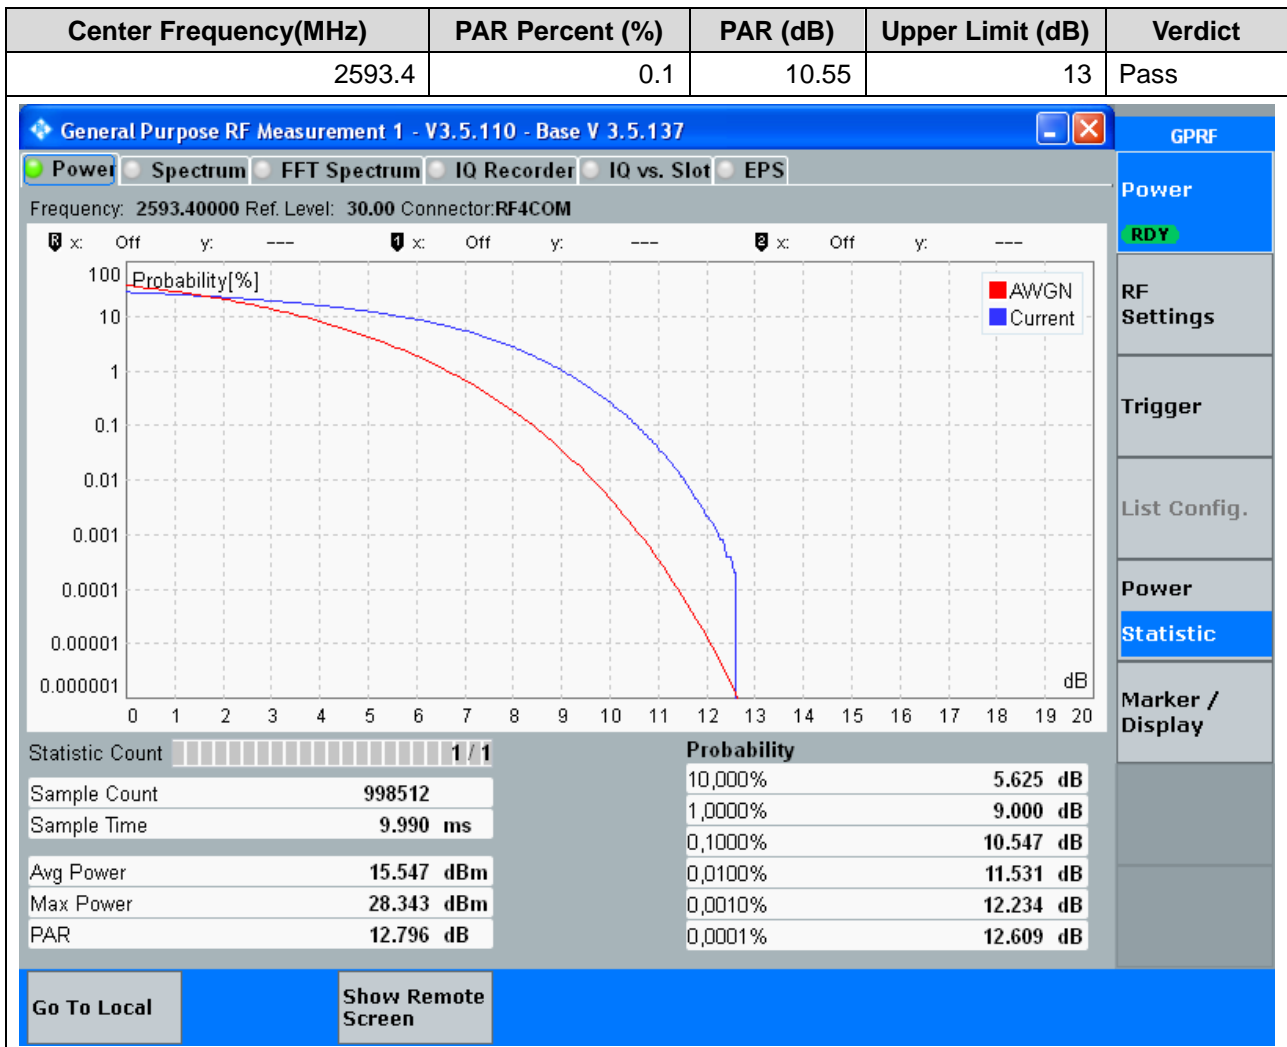 Center Frequency(MHz) PAR Percent (%) PAR (dB) Upper Limit (dB) Verdict
2593.4 0.1 10.55 13 Pass
General Purpose RF Measurement 1 - V3.5.110 - Base V 3.5.137
GPRF
Power Spectrum FFT Spectrum IQ Recorder IQ vs. Slot EPS
Frequency: 2593.40000 Ref. Level: 30.00 Connector:RF4COM
R x: Off y: --- 1 x: Off y: --- 2 x: Off y: ---
Probability[%]
100
10
1
0.1
0.01
0.001
0.0001
0.00001
0.000001
AWGN
Current
dB
0 1 2 3 4 5 6 7 8 9 10 11 12 13 14 15 16 17 18 19 20
Statistic Count 1 / 1
Sample Count 998512
Sample Time 9.990 ms
Avg Power 15.547 dBm
Max Power 28.343 dBm
PAR 12.796 dB
Probability
10,000% 5.625 dB
1,0000% 9.000 dB
0,1000% 10.547 dB
0,0100% 11.531 dB
0,0010% 12.234 dB
0,0001% 12.609 dB
Power
RDY
RF
Settings
Trigger
List Config.
Power
Statistic
Marker /
Display
Go To Local
Show Remote
Screen